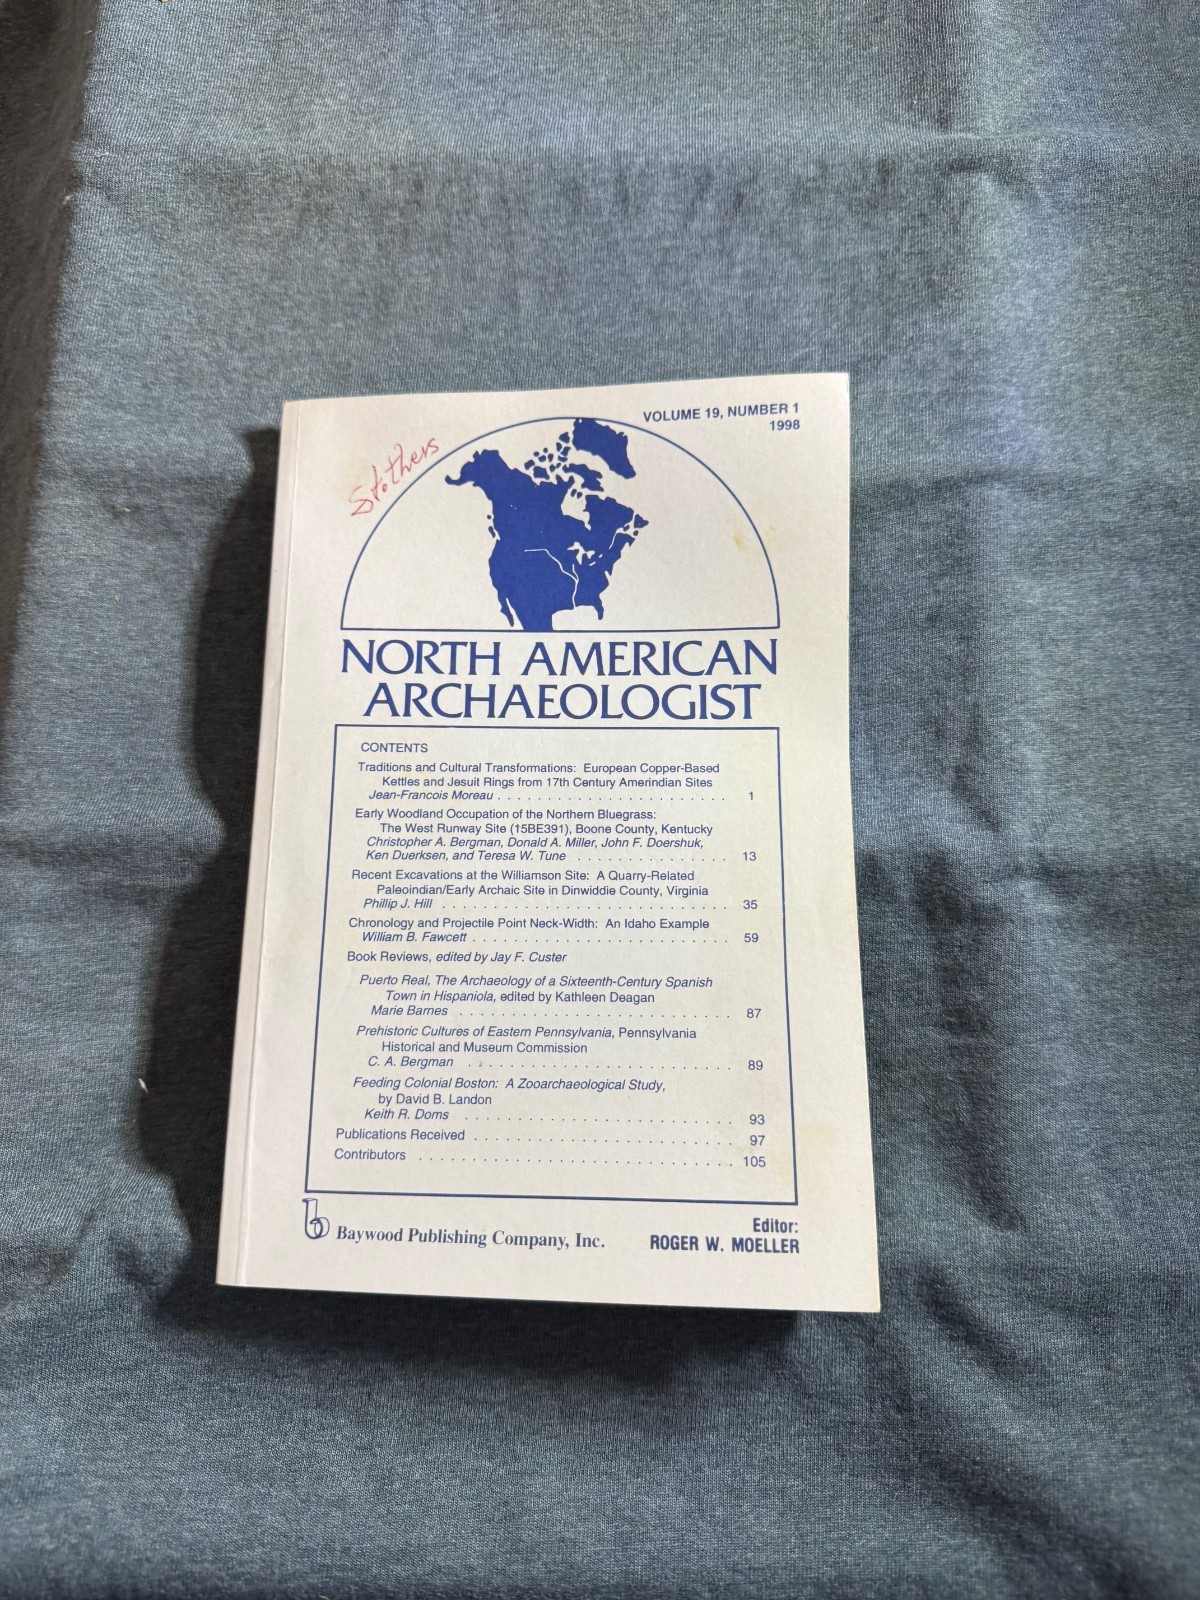 Stothers
VOLUME 19, NUMBER 1
1998
NORTH AMERICAN
ARCHAEOLOGIST
CONTENTS
Traditions and Cultural Transformations: European Copper-Based
Kettles and Jesuit Rings from 17th Century Amerindian Sites
Jean-Francois Moreau . . . . . . . . . . . . . . . . . . . . . . . . 1
Early Woodland Occupation of the Northern Bluegrass:
The West Runway Site (15BE391), Boone County, Kentucky
Christopher A. Bergman, Donald A. Miller, John F. Doershuk,
Ken Duerksen, and Teresa W. Tune . . . . . . . . . . . . . . . 13
Recent Excavations at the Williamson Site: A Quarry-Related
Paleoindian/Early Archaic Site in Dinwiddie County, Virginia
Phillip J. Hill . . . . . . . . . . . . . . . . . . . . . . . . . . . 35
Chronology and Projectile Point Neck-Width: An Idaho Example
William B. Fawcett . . . . . . . . . . . . . . . . . . . . . . . . . 59
Book Reviews, edited by Jay F. Custer
Puerto Real, The Archaeology of a Sixteenth-Century Spanish
Town in Hispaniola, edited by Kathleen Deagan
Marie Barnes . . . . . . . . . . . . . . . . . . . . . . . . . . 87
Prehistoric Cultures of Eastern Pennsylvania, Pennsylvania
Historical and Museum Commission
C. A. Bergman . . . . . . . . . . . . . . . . . . . . . . . . . 89
Feeding Colonial Boston: A Zooarchaeological Study,
by David B. Landon
Keith R. Doms . . . . . . . . . . . . . . . . . . . . . . . . . 93
Publications Received . . . . . . . . . . . . . . . . . . . . . . . . 97
Contributors . . . . . . . . . . . . . . . . . . . . . . . . . . . . . 105
b Baywood Publishing Company, Inc.
Editor:
ROGER W. MOELLER